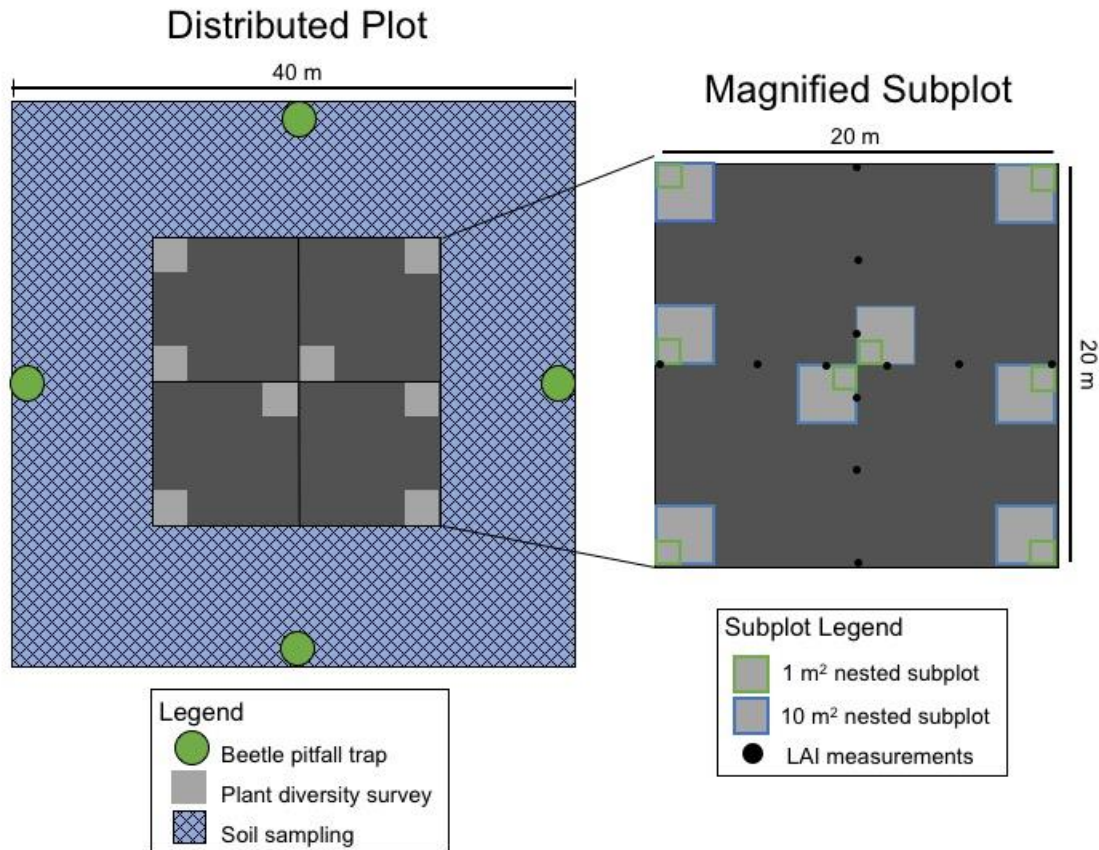 Distributed Plot
40 m
Magnified Subplot
20 m
20 m
Legend
Beetle pitfall trap
Plant diversity survey
Soil sampling
Subplot Legend
1 m² nested subplot
10 m² nested subplot
LAI measurements